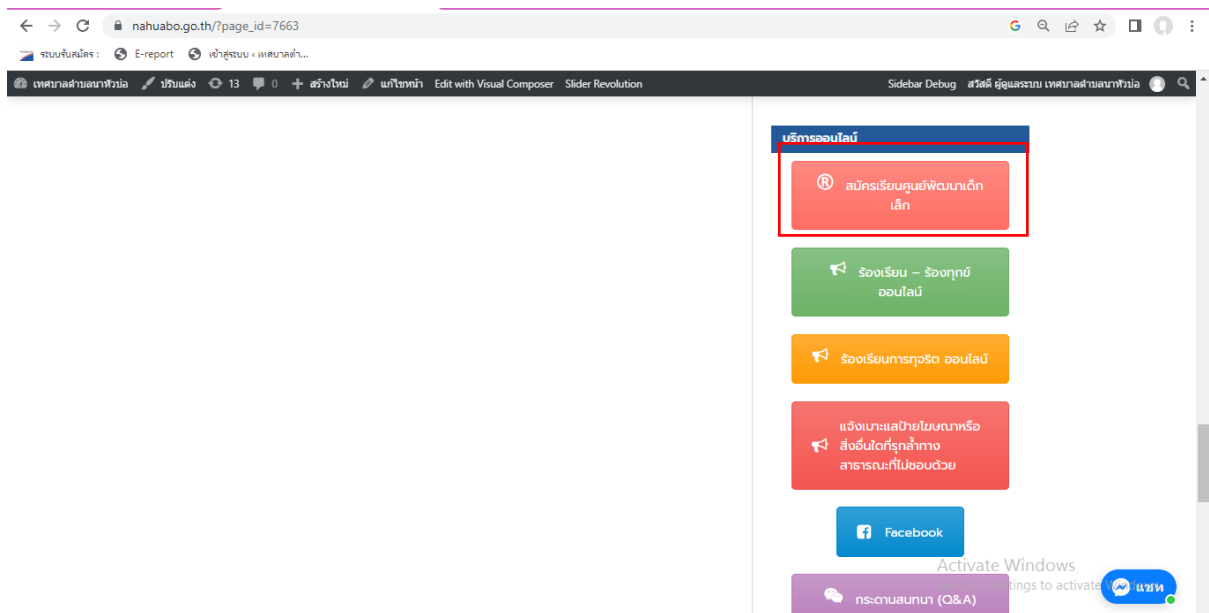 nahuabo.go.th/?page_id=7663
ระบบรับสมัคร : E-report เข้าสู่ระบบ ‹ เทศบาลตำ...
เทศบาลตำบลนาหัวบ่อ ปรับแต่ง 13 0 + สร้างใหม่ แก้ไขหน้า Edit with Visual Composer Slider Revolution Sidebar Debug สวัสดี ผู้ดูแลระบบ เทศบาลตำบลนาหัวบ่อ
บริการออนไลน์
® สมัครเรียนศูนย์พัฒนาเด็ก
เล็ก
ร้องเรียน – ร้องทุกข์
ออนไลน์
ร้องเรียนการทุจริต ออนไลน์
แจ้งเบาะแสป้ายโฆษณาหรือ
สิ่งอื่นใดที่รุกล้ำทาง
สาธารณะที่ไม่ชอบด้วย
Facebook
Activate Windows
tings to activate
แชท
กระดานสนทนา (Q&A)